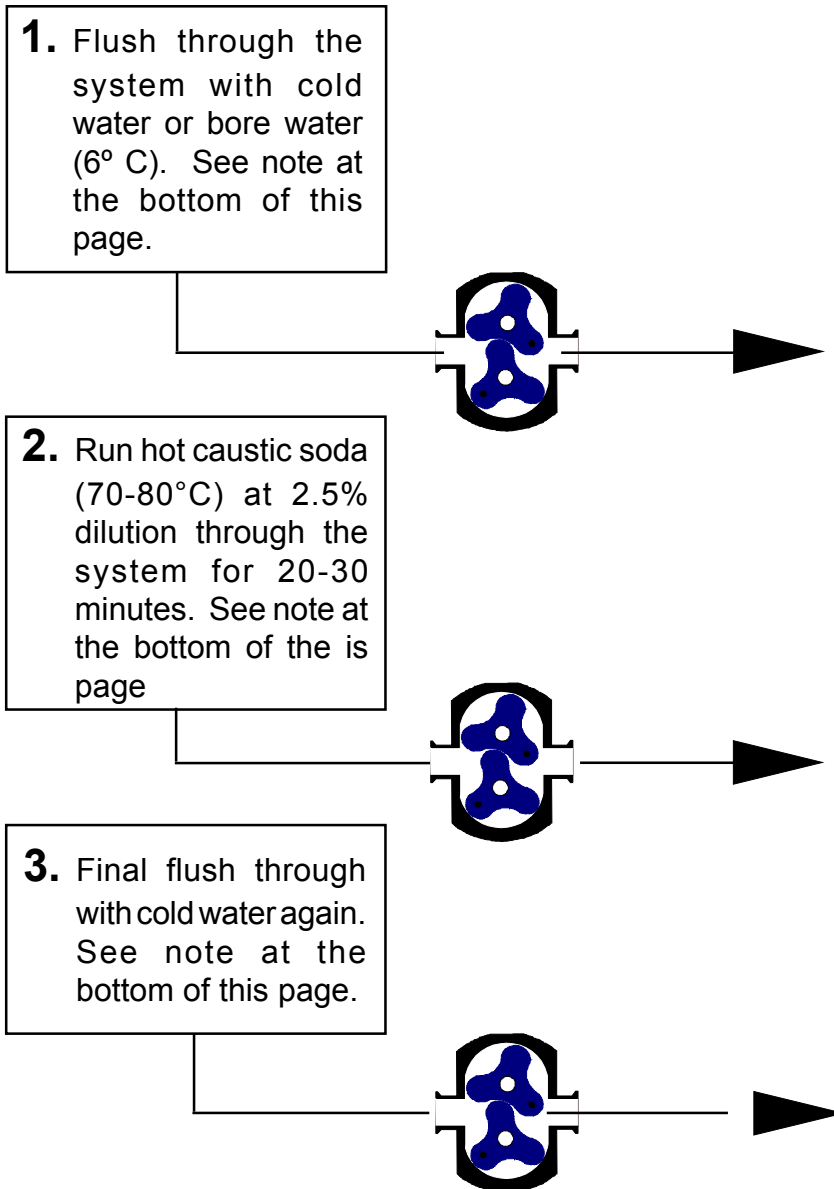 1. Flush through the
system with cold
water or bore water
(6º C). See note at
the bottom of this
page.
2. Run hot caustic soda
(70-80°C) at 2.5%
dilution through the
system for 20-30
minutes. See note at
the bottom of the is
page
3. Final flush through
with cold water again.
See note at the
bottom of this page.